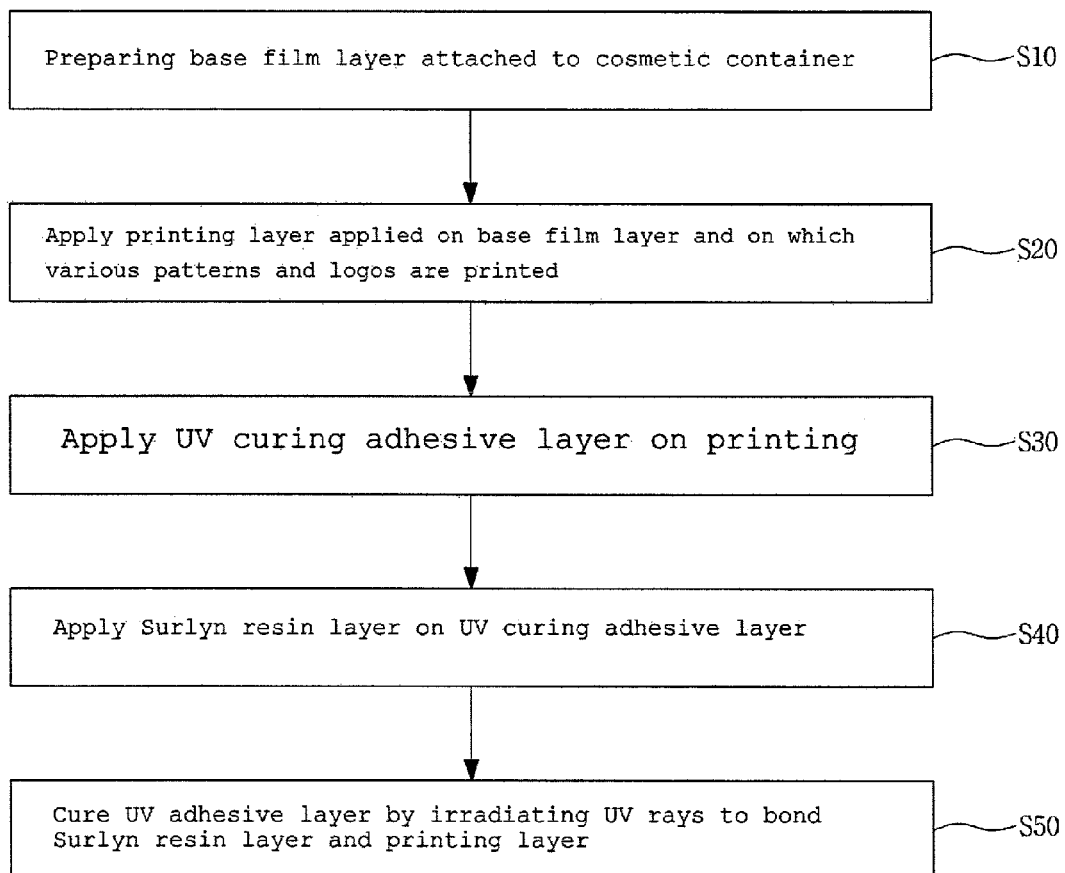 Preparing base film layer attached to cosmetic container
S10
Apply printing layer applied on base film layer and on which
various patterns and logos are printed
S20
Apply UV curing adhesive layer on printing
S30
Apply Surlyn resin layer on UV curing adhesive layer
S40
Cure UV adhesive layer by irradiating UV rays to bond
Surlyn resin layer and printing layer
S50